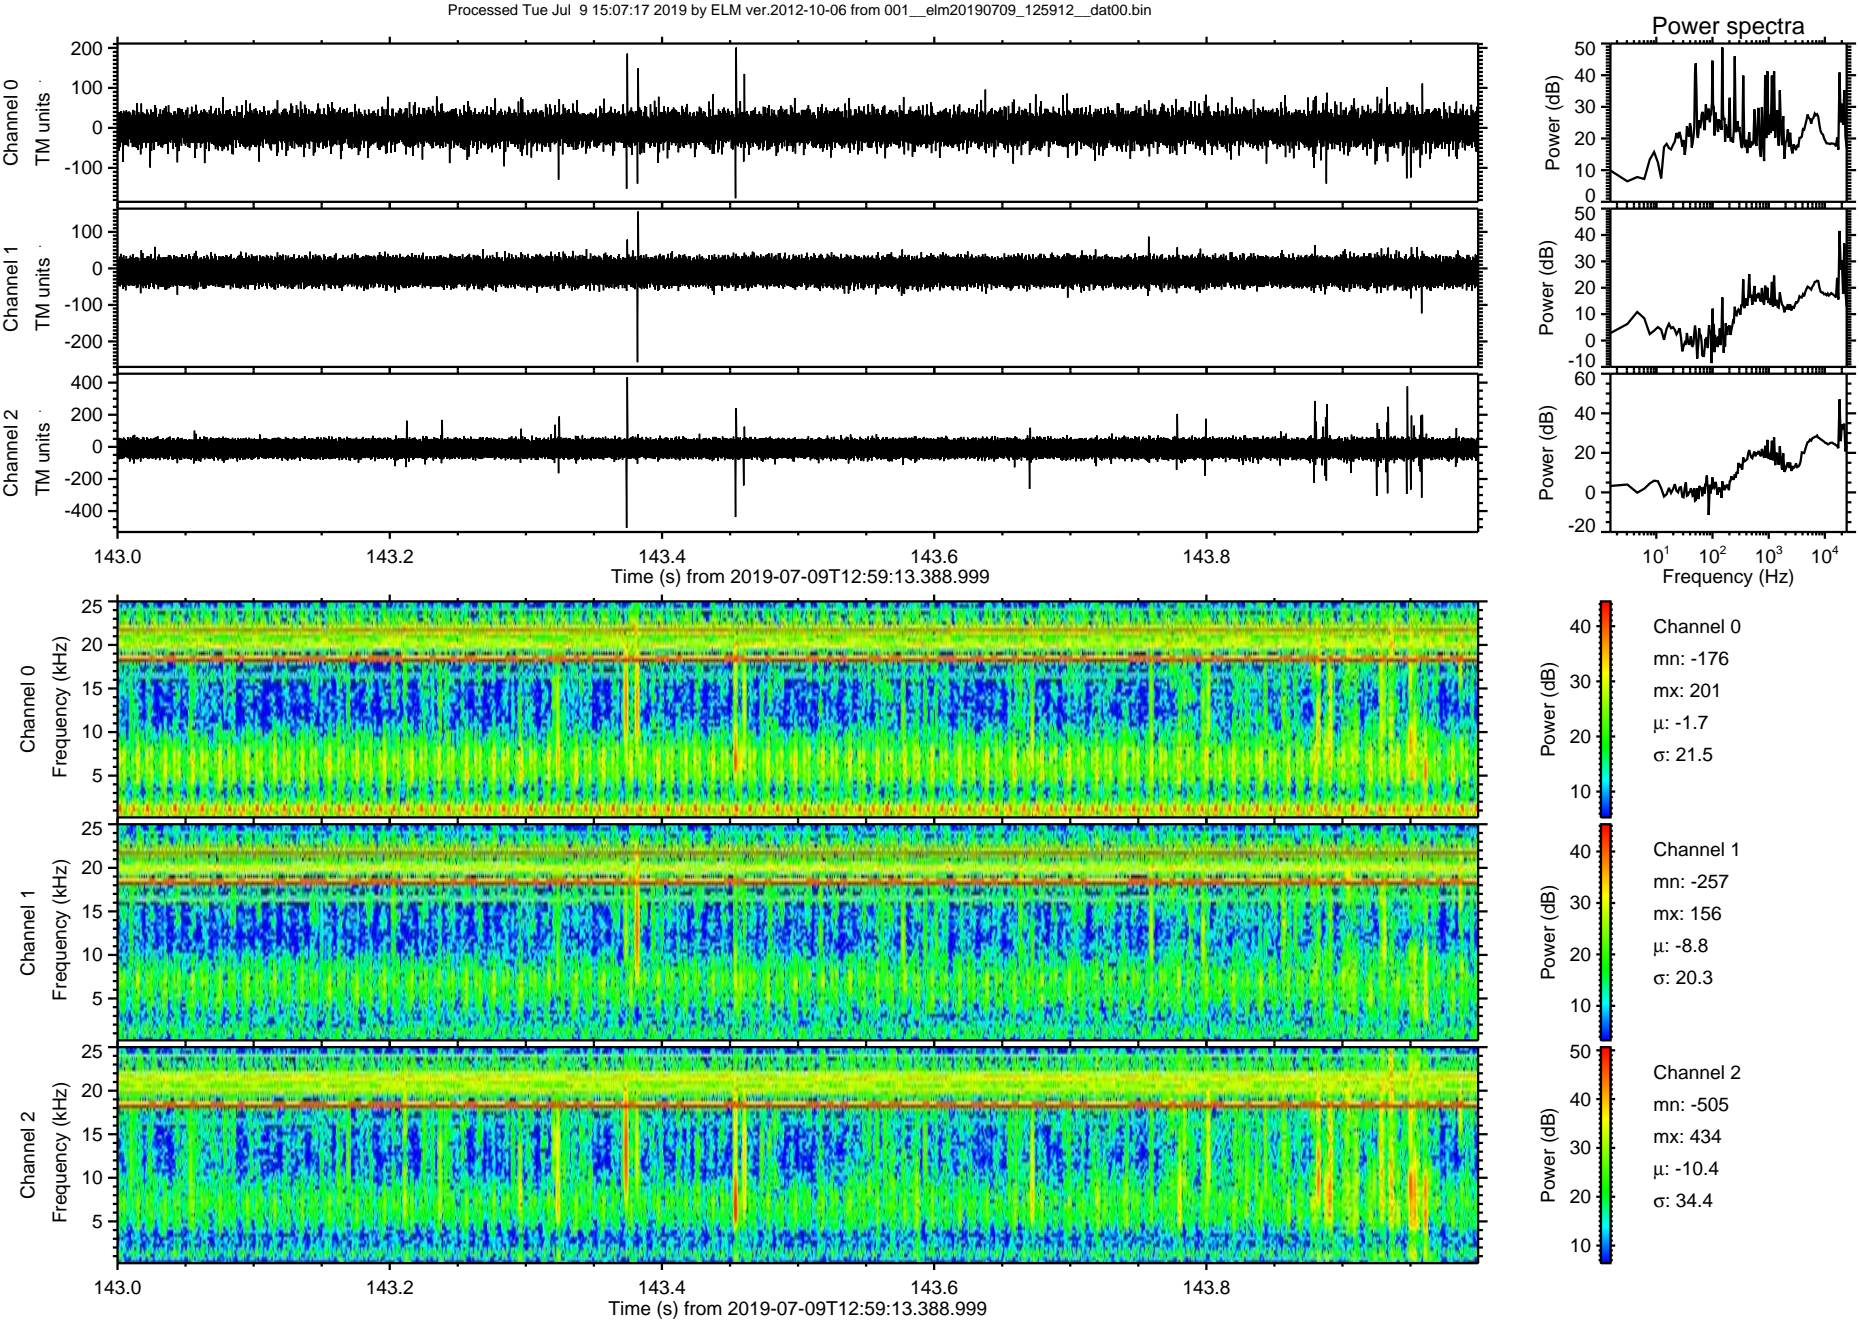 Processed Tue Jul  9 15:07:17 2019 by ELM ver.2012-10-06 from 001__elm20190709_125912__dat00.bin
Power spectra
Channel 0
TM units
200
100
0
-100
Power (dB)
50
40
30
20
10
0
Channel 1
TM units
100
0
-100
-200
Power (dB)
50
40
30
20
10
0
-10
Channel 2
TM units
400
200
0
-200
-400
Power (dB)
60
40
20
0
-20
143.0 143.2 143.4 143.6 143.8
Time (s) from 2019-07-09T12:59:13.388.999
10^1 10^2 10^3 10^4
Frequency (Hz)
Channel 0
Frequency (kHz)
25
20
15
10
5
Power (dB)
40
30
20
10
Channel 0
mn: -176
mx: 201
μ: -1.7
σ: 21.5
Channel 1
Frequency (kHz)
25
20
15
10
5
Power (dB)
40
30
20
10
Channel 1
mn: -257
mx: 156
μ: -8.8
σ: 20.3
Channel 2
Frequency (kHz)
25
20
15
10
5
Power (dB)
50
40
30
20
10
Channel 2
mn: -505
mx: 434
μ: -10.4
σ: 34.4
143.0 143.2 143.4 143.6 143.8
Time (s) from 2019-07-09T12:59:13.388.999